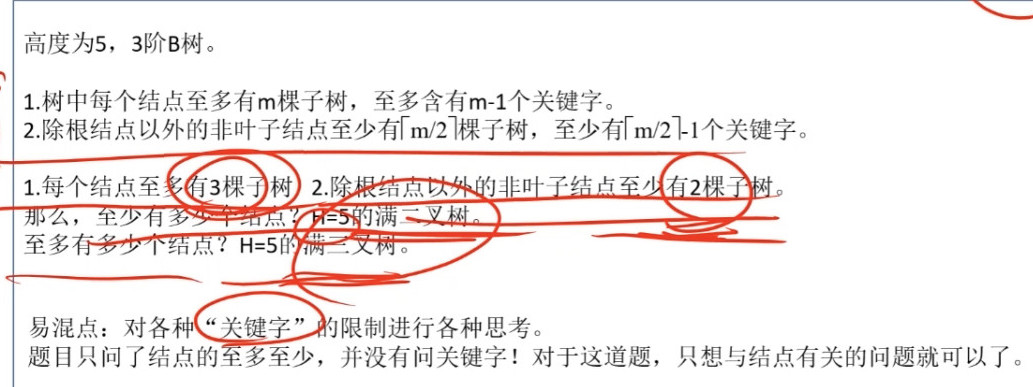 高度为5，3阶B树。
1.树中每个结点至多有m棵子树，至多含有m-1个关键字。
2.除根结点以外的非叶子结点至少有⌈m/2⌉棵子树，至少有⌈m/2⌉-1个关键字。
1.每个结点至多有3棵子树 2.除根结点以外的非叶子结点至少有2棵子树。
那么，至少有多少个结点？H=5的满二叉树。
至多有多少个结点？H=5的满三叉树。
易混点：对各种“关键字”的限制进行各种思考。
题目只问了结点的至多至少，并没有问关键字！对于这道题，只想与结点有关的问题就可以了。